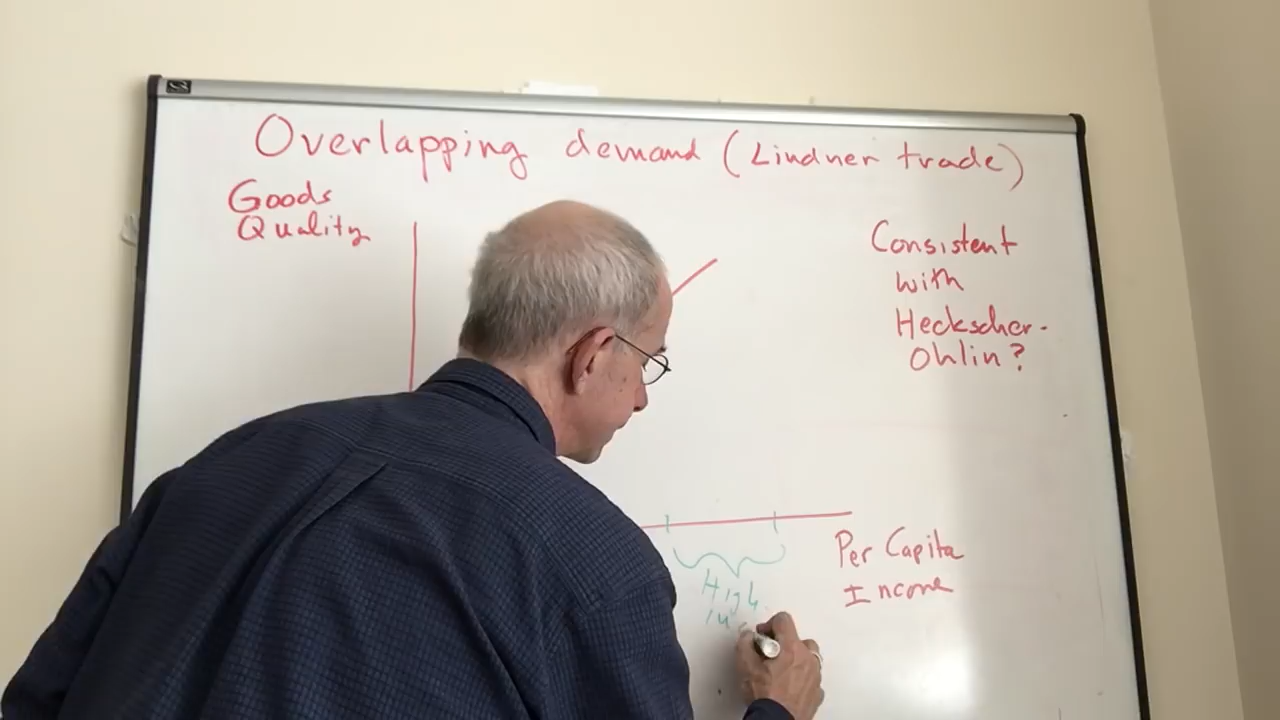 Overlapping demand (Lindner trade)
Goods
Quality
Consistent
with
Heckscher-
Ohlin?
Per Capita
Income
High